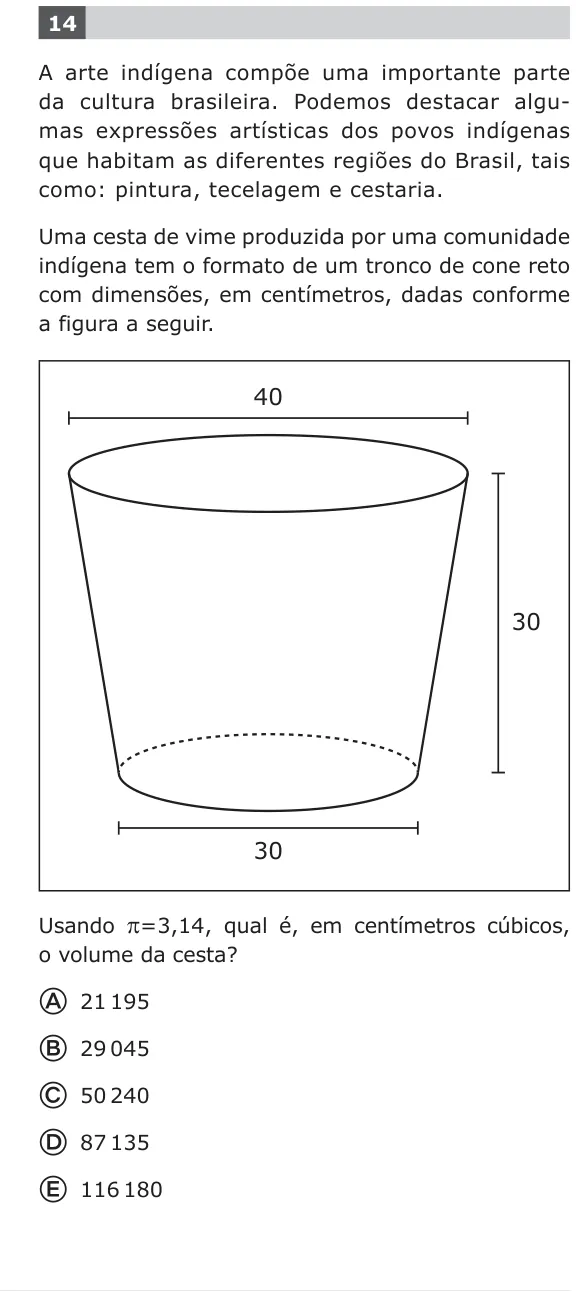 14
A arte indígena compõe uma importante parte
da cultura brasileira. Podemos destacar algu-
mas expressões artísticas dos povos indígenas
que habitam as diferentes regiões do Brasil, tais
como: pintura, tecelagem e cestaria.
Uma cesta de vime produzida por uma comunidade
indígena tem o formato de um tronco de cone reto
com dimensões, em centímetros, dadas conforme
a figura a seguir.
40
30
30
Usando π=3,14, qual é, em centímetros cúbicos,
o volume da cesta?
A 21 195
B 29 045
C 50 240
D 87 135
E 116 180